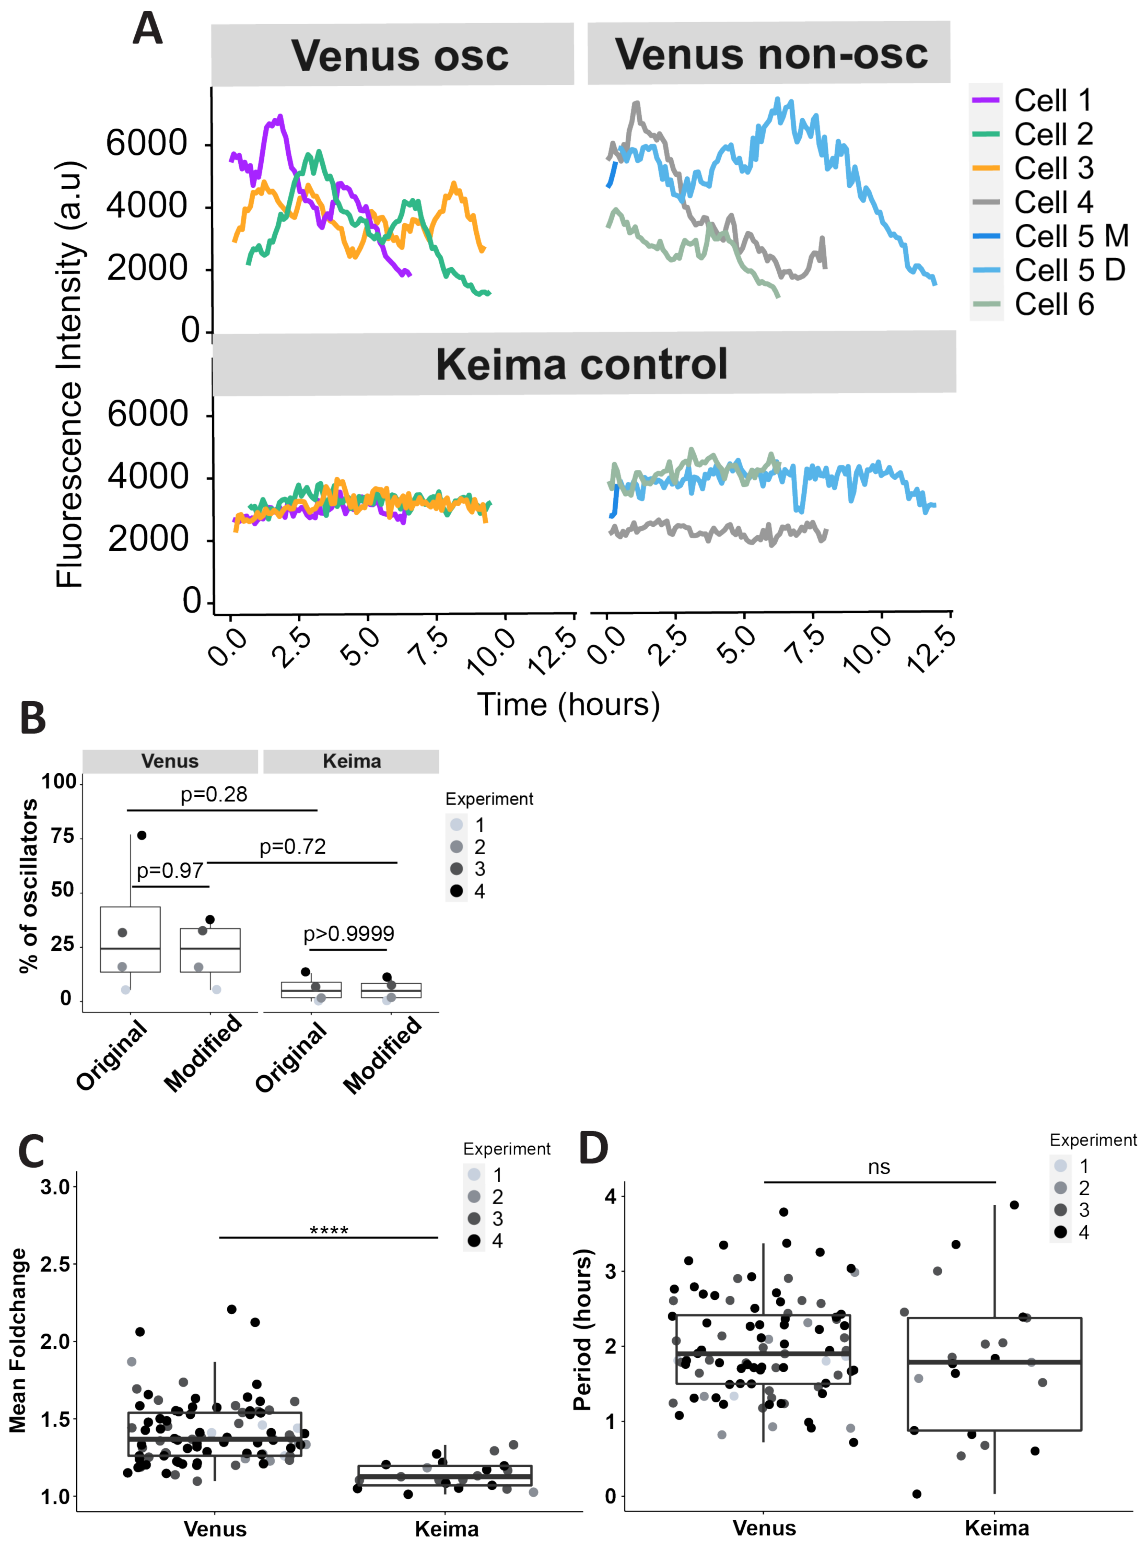 A
Venus osc
Venus non-osc
Cell 1
Cell 2
Cell 3
Cell 4
Cell 5 M
Cell 5 D
Cell 6
Fluorescence Intensity (a.u)
6000
4000
2000
0
Keima control
6000
4000
2000
0
0.0 2.5 5.0 7.5 10.0 12.5
0.0 2.5 5.0 7.5 10.0 12.5
Time (hours)
B
Venus
Keima
% of oscillators
100
75
50
25
0
p=0.28
p=0.72
p=0.97
p>0.9999
Original
Modified
Original
Modified
Experiment
1
2
3
4
C
Experiment
1
2
3
4
Mean Foldchange
3.0
2.5
2.0
1.5
1.0
****
Venus
Keima
D
Experiment
1
2
3
4
Period (hours)
4
3
2
1
0
ns
Venus
Keima